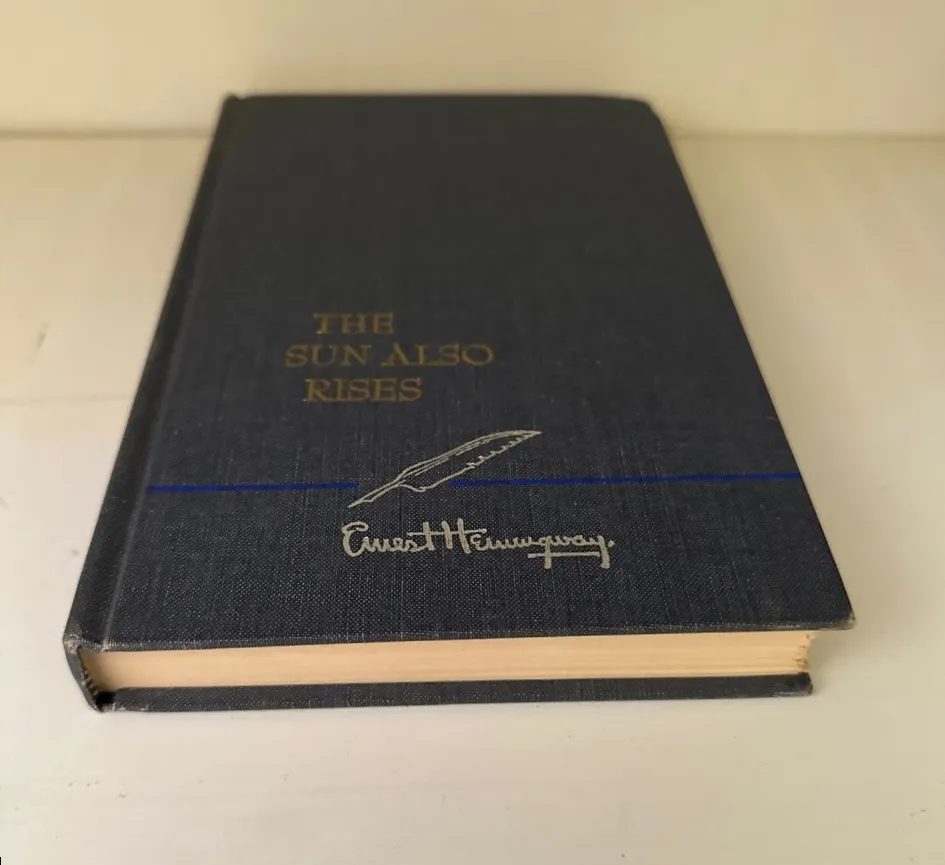 THE
SUN ALSO
RISES
Ernest Hemingway.